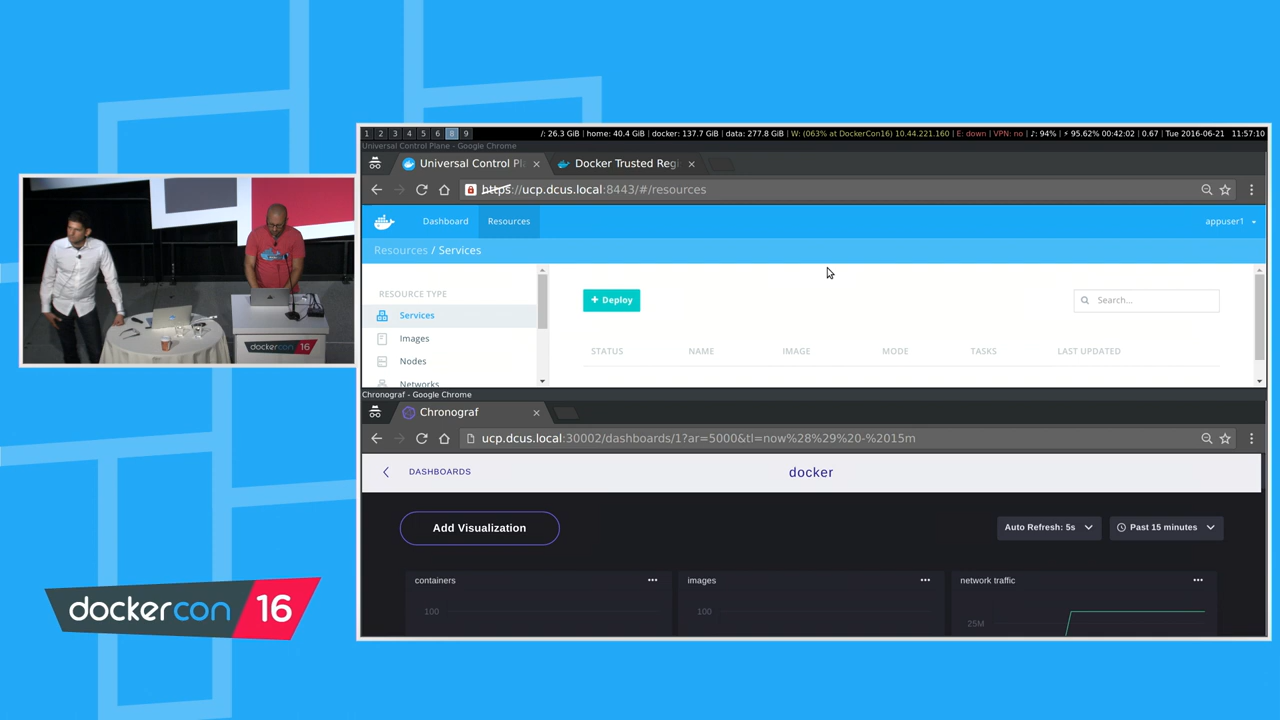 1 2 3 4 5 6 8 9 /: 26.3 GiB | home: 40.4 GiB | docker: 137.7 GiB | data: 277.8 GiB | W: (063% at DockerCon16) 10.44.221.160 | E: down | VPN: no | ♪: 94% | ⚡ 95.62% 00:42:02 | 0.67 | Tue 2016-06-21 11:57:10
Universal Control Plane - Google Chrome
Universal Control Pl
Docker Trusted Regi
https://ucp.dcus.local:8443/#/resources
Dashboard
Resources
appuser1
Resources / Services
RESOURCE TYPE
Services
Images
Nodes
Networks
+ Deploy
Search...
STATUS NAME IMAGE MODE TASKS LAST UPDATED
Chronograf - Google Chrome
Chronograf
ucp.dcus.local:30002/dashboards/1?ar=5000&tl=now%28%29%20-%2015m
DASHBOARDS
docker
Add Visualization
Auto Refresh: 5s
Past 15 minutes
containers
100
images
100
network traffic
25M
dockercon 16
dockercon 16